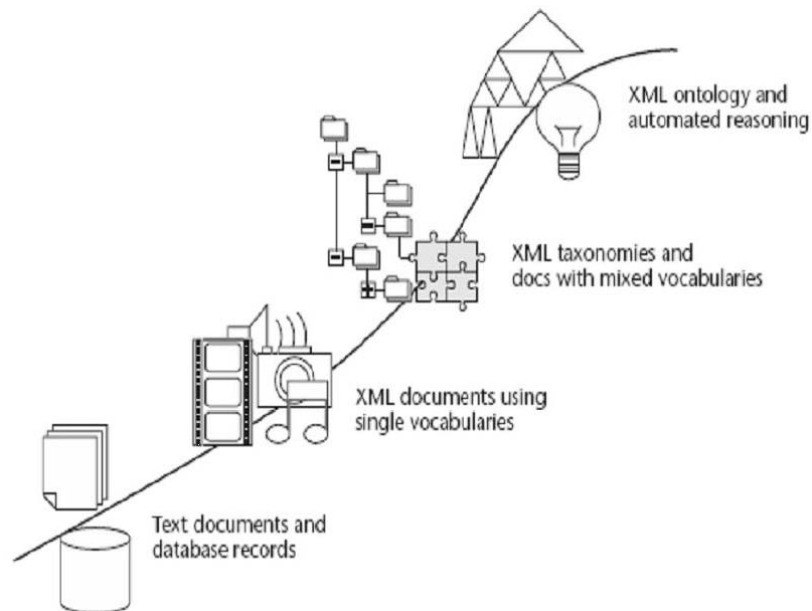 XML ontology and
automated reasoning
XML taxonomies and
docs with mixed vocabularies
XML documents using
single vocabularies
Text documents and
database records